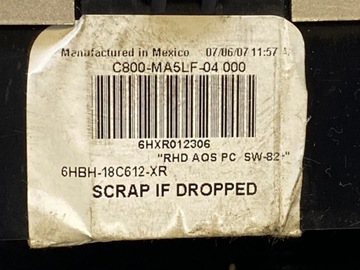 Manufactured in Mexico 07/06/07 11:57
C800-MA5LF-04 000
6HXR012306
"RHD AQS PC SW-82-"
6HBH-18C612-XR
SCRAP IF DROPPED